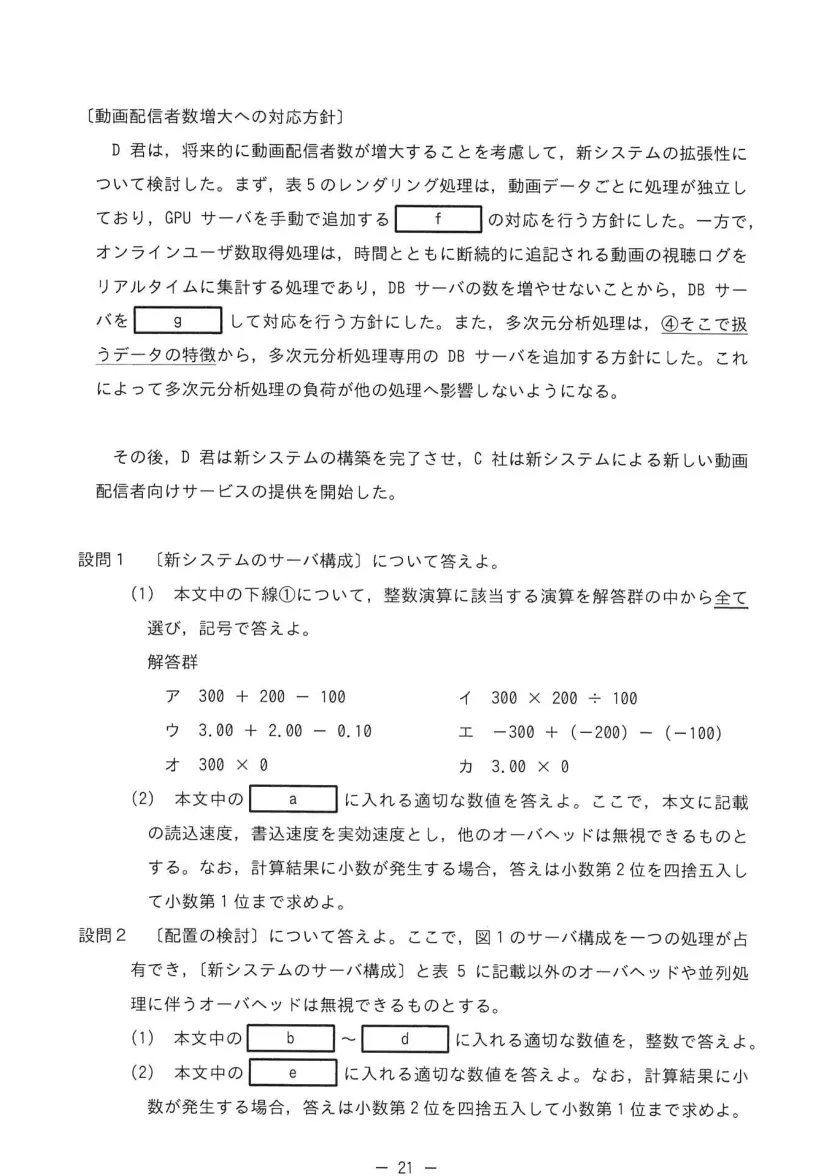 〔動画配信者数増大への対応方針〕
D 君は，将来的に動画配信者数が増大することを考慮して，新システムの拡張性に
ついて検討した。まず，表５のレンダリング処理は，動画データごとに処理が独立し
ており，GPU サーバを手動で追加する f の対応を行う方針にした。一方で，
オンラインユーザ数取得処理は，時間とともに断続的に追記される動画の視聴ログを
リアルタイムに集計する処理であり，DB サーバの数を増やせないことから，DB サー
バを g して対応を行う方針にした。また，多次元分析処理は，④そこで扱
うデータの特徴から，多次元分析処理専用の DB サーバを追加する方針にした。これ
によって多次元分析処理の負荷が他の処理へ影響しないようになる。
その後，D 君は新システムの構築を完了させ，C 社は新システムによる新しい動画
配信者向けサービスの提供を開始した。
設問１ 〔新システムのサーバ構成〕について答えよ。
(1) 本文中の下線①について，整数演算に該当する演算を解答群の中から全て
選び，記号で答えよ。
解答群
ア 300 ＋ 200 － 100 イ 300 × 200 ÷ 100
ウ 3.00 ＋ 2.00 － 0.10 エ －300 ＋ (－200) － (－100)
オ 300 × 0 カ 3.00 × 0
(2) 本文中の a に入れる適切な数値を答えよ。ここで，本文に記載
の読込速度，書込速度を実効速度とし，他のオーバヘッドは無視できるものと
する。なお，計算結果に小数が発生する場合，答えは小数第２位を四捨五入し
て小数第１位まで求めよ。
設問２ 〔配置の検討〕について答えよ。ここで，図１のサーバ構成を一つの処理が占
有でき，〔新システムのサーバ構成〕と表 5 に記載以外のオーバヘッドや並列処
理に伴うオーバヘッドは無視できるものとする。
(1) 本文中の b ～ d に入れる適切な数値を，整数で答えよ。
(2) 本文中の e に入れる適切な数値を答えよ。なお，計算結果に小
数が発生する場合，答えは小数第２位を四捨五入して小数第１位まで求めよ。
－ 21 －